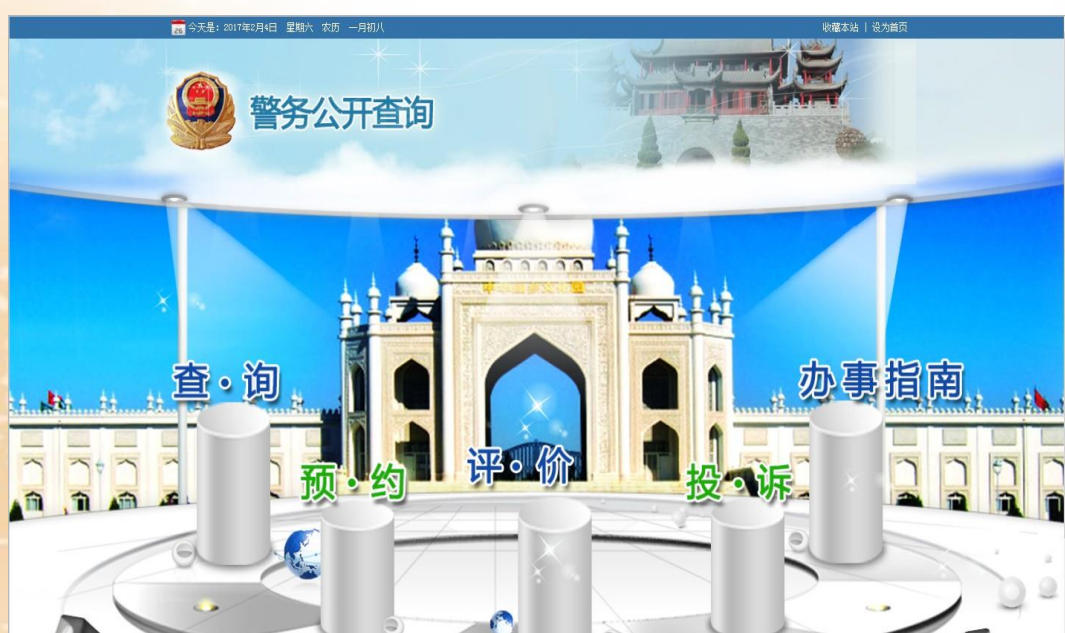 26 今天是: 2017年2月4日 星期六 农历 一月初八
收藏本站 | 设为首页
警务公开查询
查·询
办事指南
预·约
评·价
投·诉